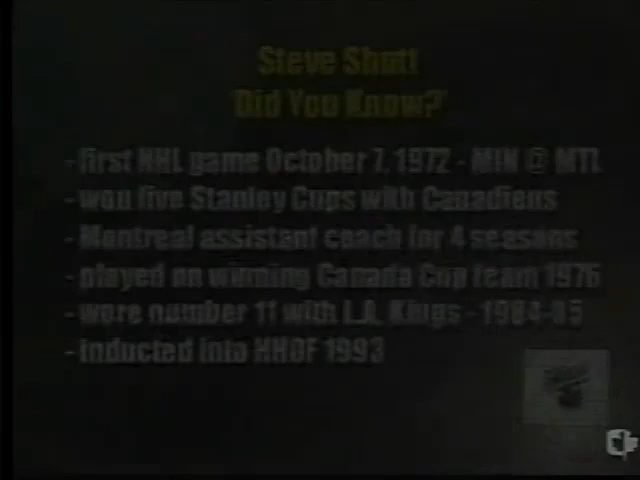 Steve Shutt
Did You Know?
- first NHL game October 7, 1972 - MIN @ MTL
- won five Stanley Cups with Canadiens
- Montreal assistant coach for 4 seasons
- played on winning Canada Cup team 1976
- wore number 11 with L.A. Kings - 1984-85
- inducted into HHOF 1993